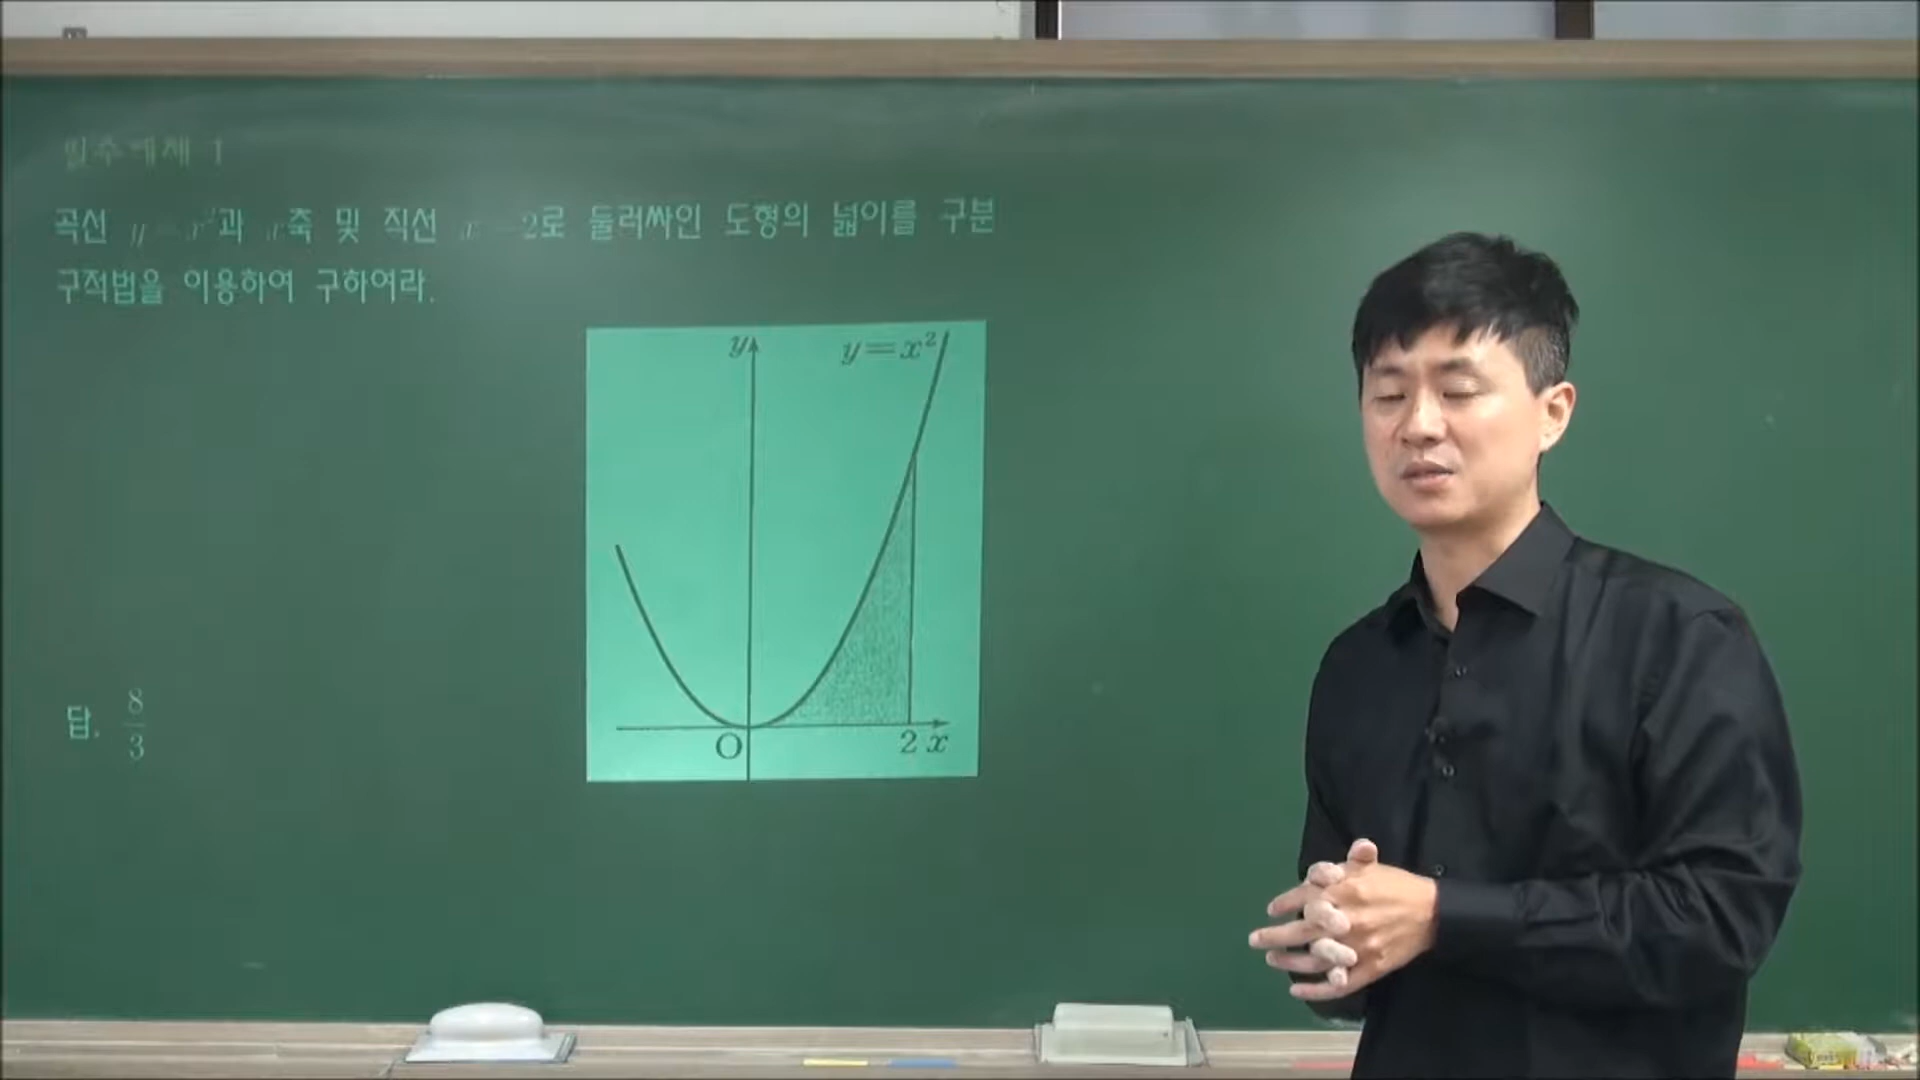 필수예제 1
곡선 y=x²과 x축 및 직선 x=2로 둘러싸인 도형의 넓이를 구분
구적법을 이용하여 구하여라.
y
y=x²
O
2 x
답. 8/3